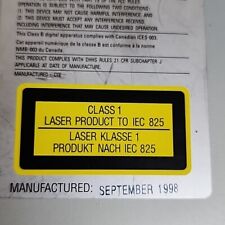 OPERATION IS SUBJECT TO THE FOLLOWING TWO CONDITIONS:
(1) THIS DEVICE MAY NOT CAUSE HARMFUL INTERFERENCE, AND
(2) THIS DEVICE MUST ACCEPT ANY INTERFERENCE RECEIVED,
INCLUDING INTERFERENCE THAT MAY CAUSE UNDESIRED OPERATION.
This Class B digital apparatus complies with Canadian ICES-003.
Cet appareil numérique de la classe B est conforme à la norme
NMB-003 du Canada.
THIS PRODUCT COMPLIES WITH DHHS RULES 21 CFR SUBCHAPTER J
APPLICABLE AT DATE OF MANUFACTURE.
MANUFACTURED:
CLASS 1
LASER PRODUCT TO IEC 825
LASER KLASSE 1
PRODUKT NACH IEC 825
MANUFACTURED: SEPTEMBER 1998